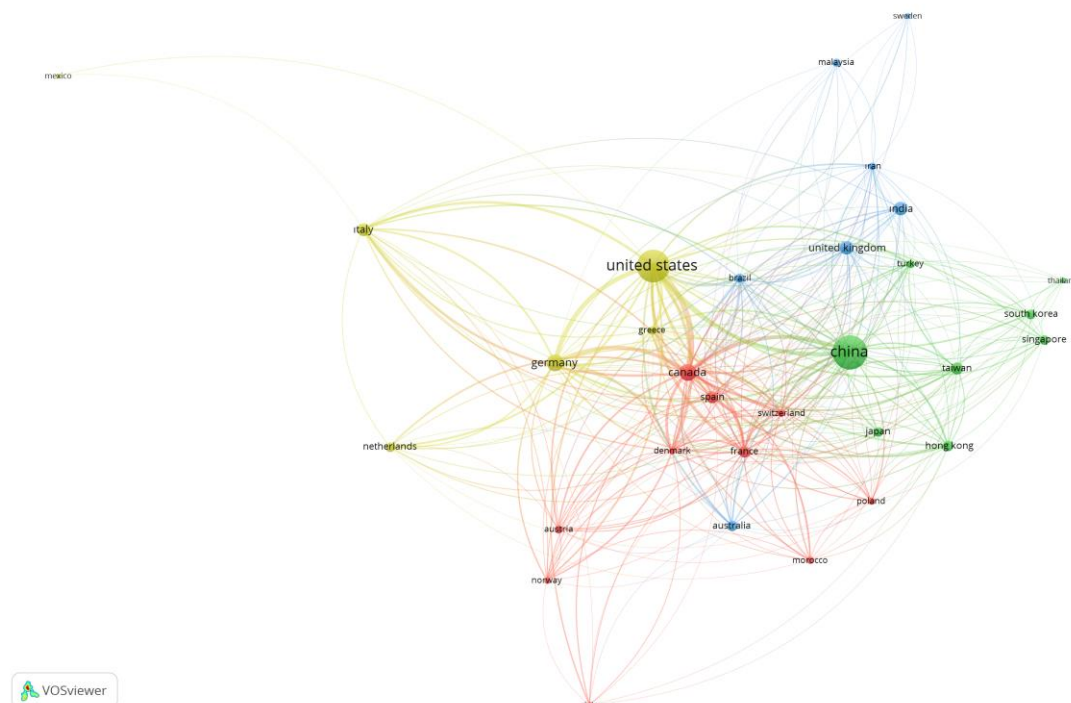 sweden
malaysia
mexico
iran
india
italy
united kingdom
turkey
united states
brazil
thailan
south korea
greece
singapore
china
germany
taiwan
canada
spain
switzerland
japan
hong kong
netherlands
denmark
france
poland
austria
australia
morocco
norway
VOSviewer